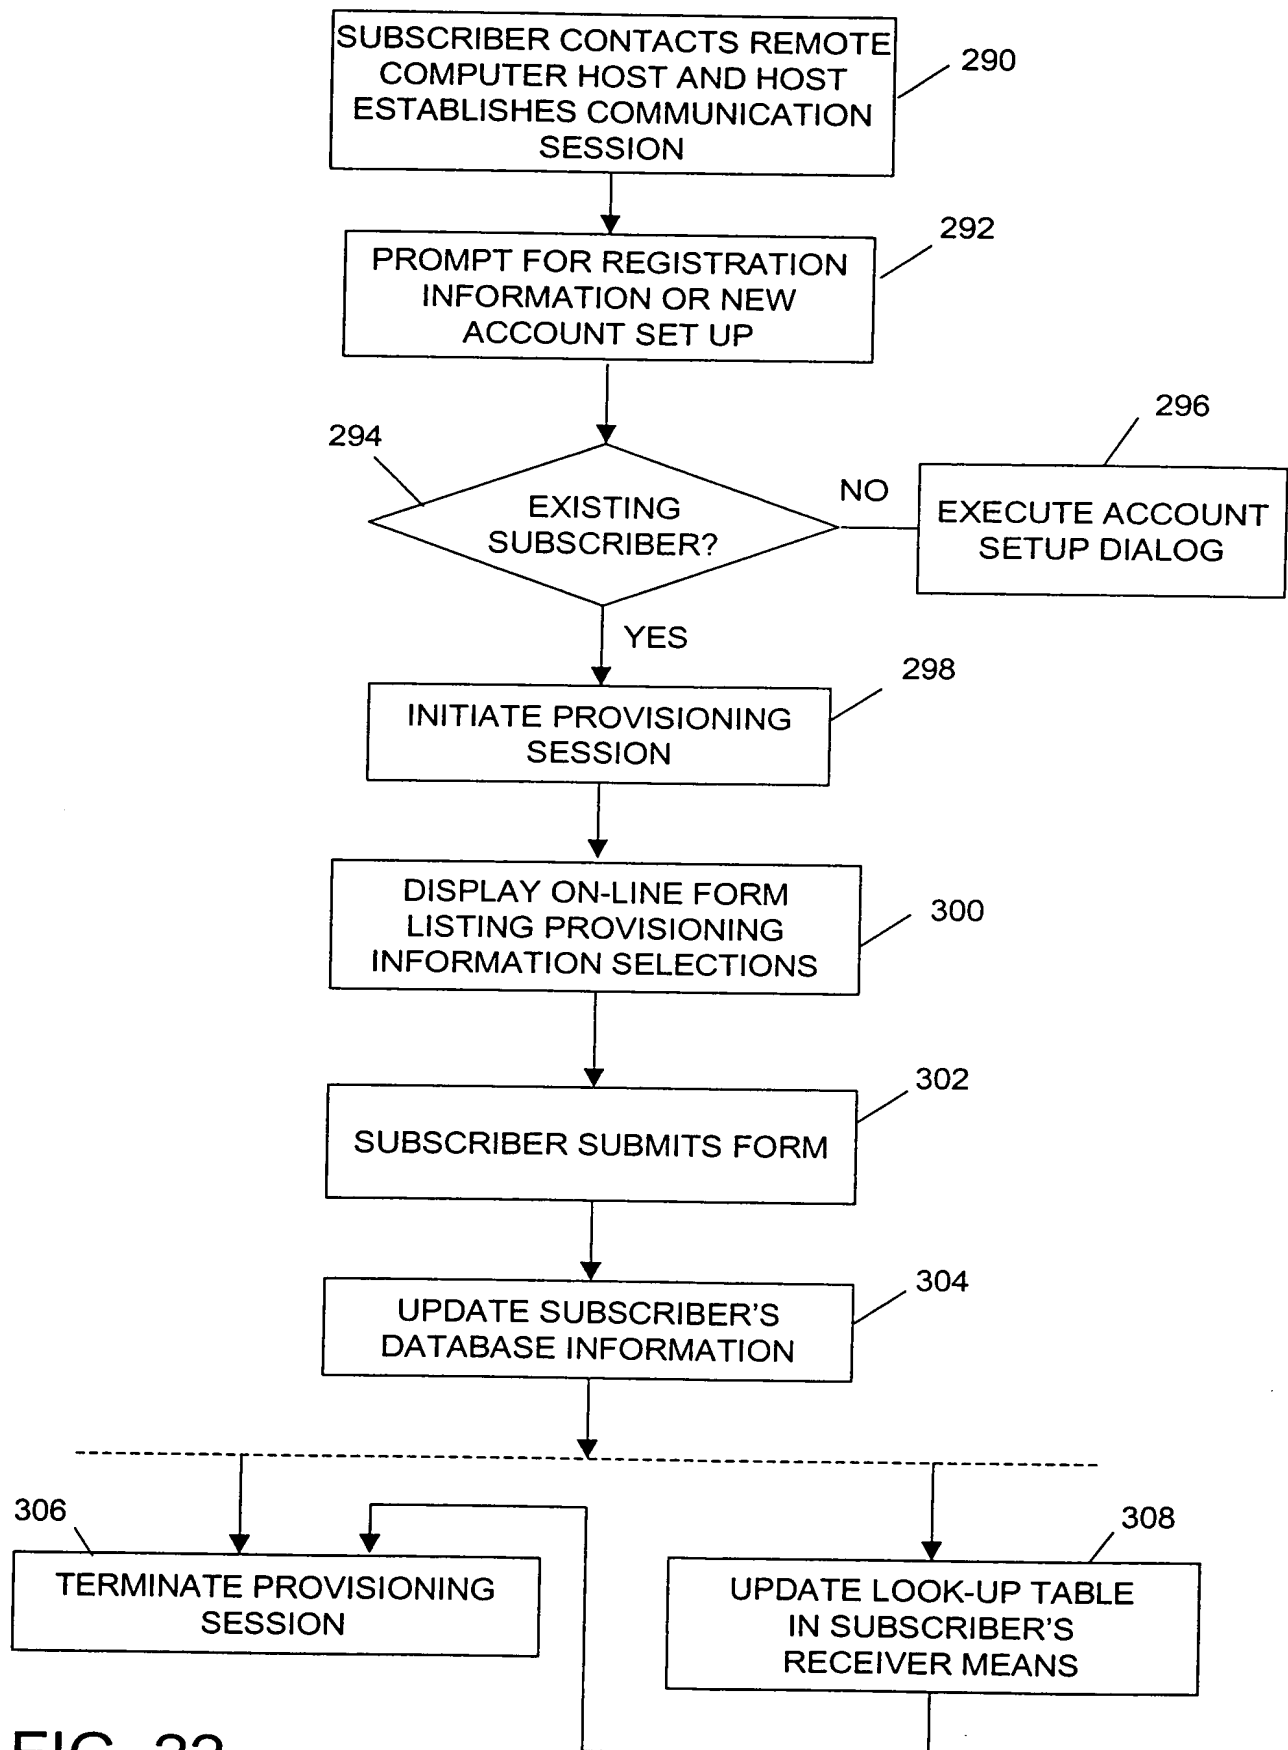 SUBSCRIBER CONTACTS REMOTE
COMPUTER HOST AND HOST
ESTABLISHES COMMUNICATION
SESSION
290
292
PROMPT FOR REGISTRATION
INFORMATION OR NEW
ACCOUNT SET UP
294
296
EXISTING
SUBSCRIBER?
NO
EXECUTE ACCOUNT
SETUP DIALOG
YES
298
INITIATE PROVISIONING
SESSION
DISPLAY ON-LINE FORM
LISTING PROVISIONING
INFORMATION SELECTIONS
300
302
SUBSCRIBER SUBMITS FORM
304
UPDATE SUBSCRIBER'S
DATABASE INFORMATION
306
308
TERMINATE PROVISIONING
SESSION
UPDATE LOOK-UP TABLE
IN SUBSCRIBER'S
RECEIVER MEANS
FIG.